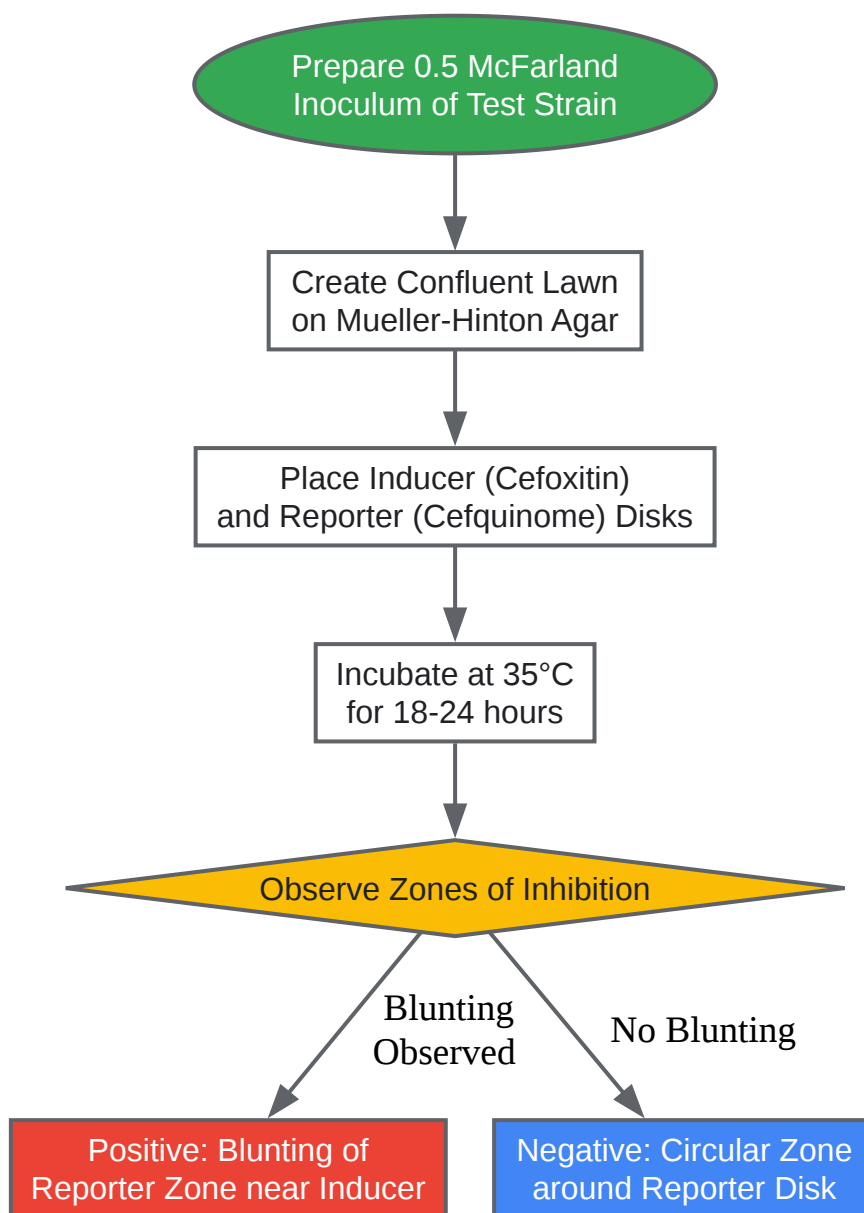 Prepare 0.5 McFarland
Inoculum of Test Strain
Create Confluent Lawn
on Mueller-Hinton Agar
Place Inducer (Cefoxitin)
and Reporter (Cefquinome) Disks
Incubate at 35°C
for 18-24 hours
Observe Zones of Inhibition
Blunting
Observed
No Blunting
Positive: Blunting of
Reporter Zone near Inducer
Negative: Circular Zone
around Reporter Disk